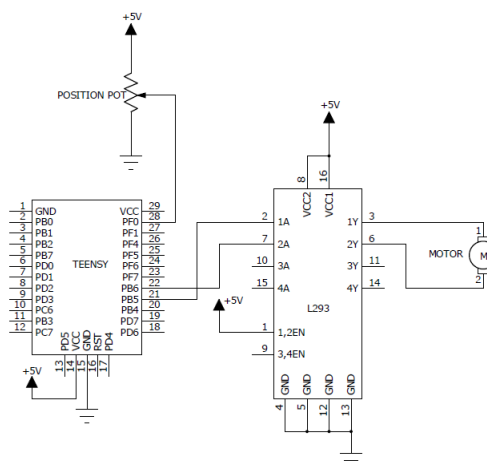 +5V
POSITION POT
+5V
1 GND VCC 29
2 PB0 PF0 28
3 PB1 PF1 27
4 PB2 PF4 26
5 PB7 PF5 25
6 PD0 PF6 24
7 PD1 PF7 23
8 PD2 PB6 22
9 PD3 PB5 21
10 PC6 PB4 20
11 PB3 PD7 19
12 PC7 PD6 18
TEENSY
PD5 VCC GND RST PD4
13 14 15 16 17
+5V
8 16
VCC2 VCC1
2 1A 1Y 3
7 2A 2Y 6
10 3A 3Y 11
15 4A 4Y 14
L293
+5V
1 1,2EN
9 3,4EN
GND GND GND GND
4 5 12 13
MOTOR
1
M
2